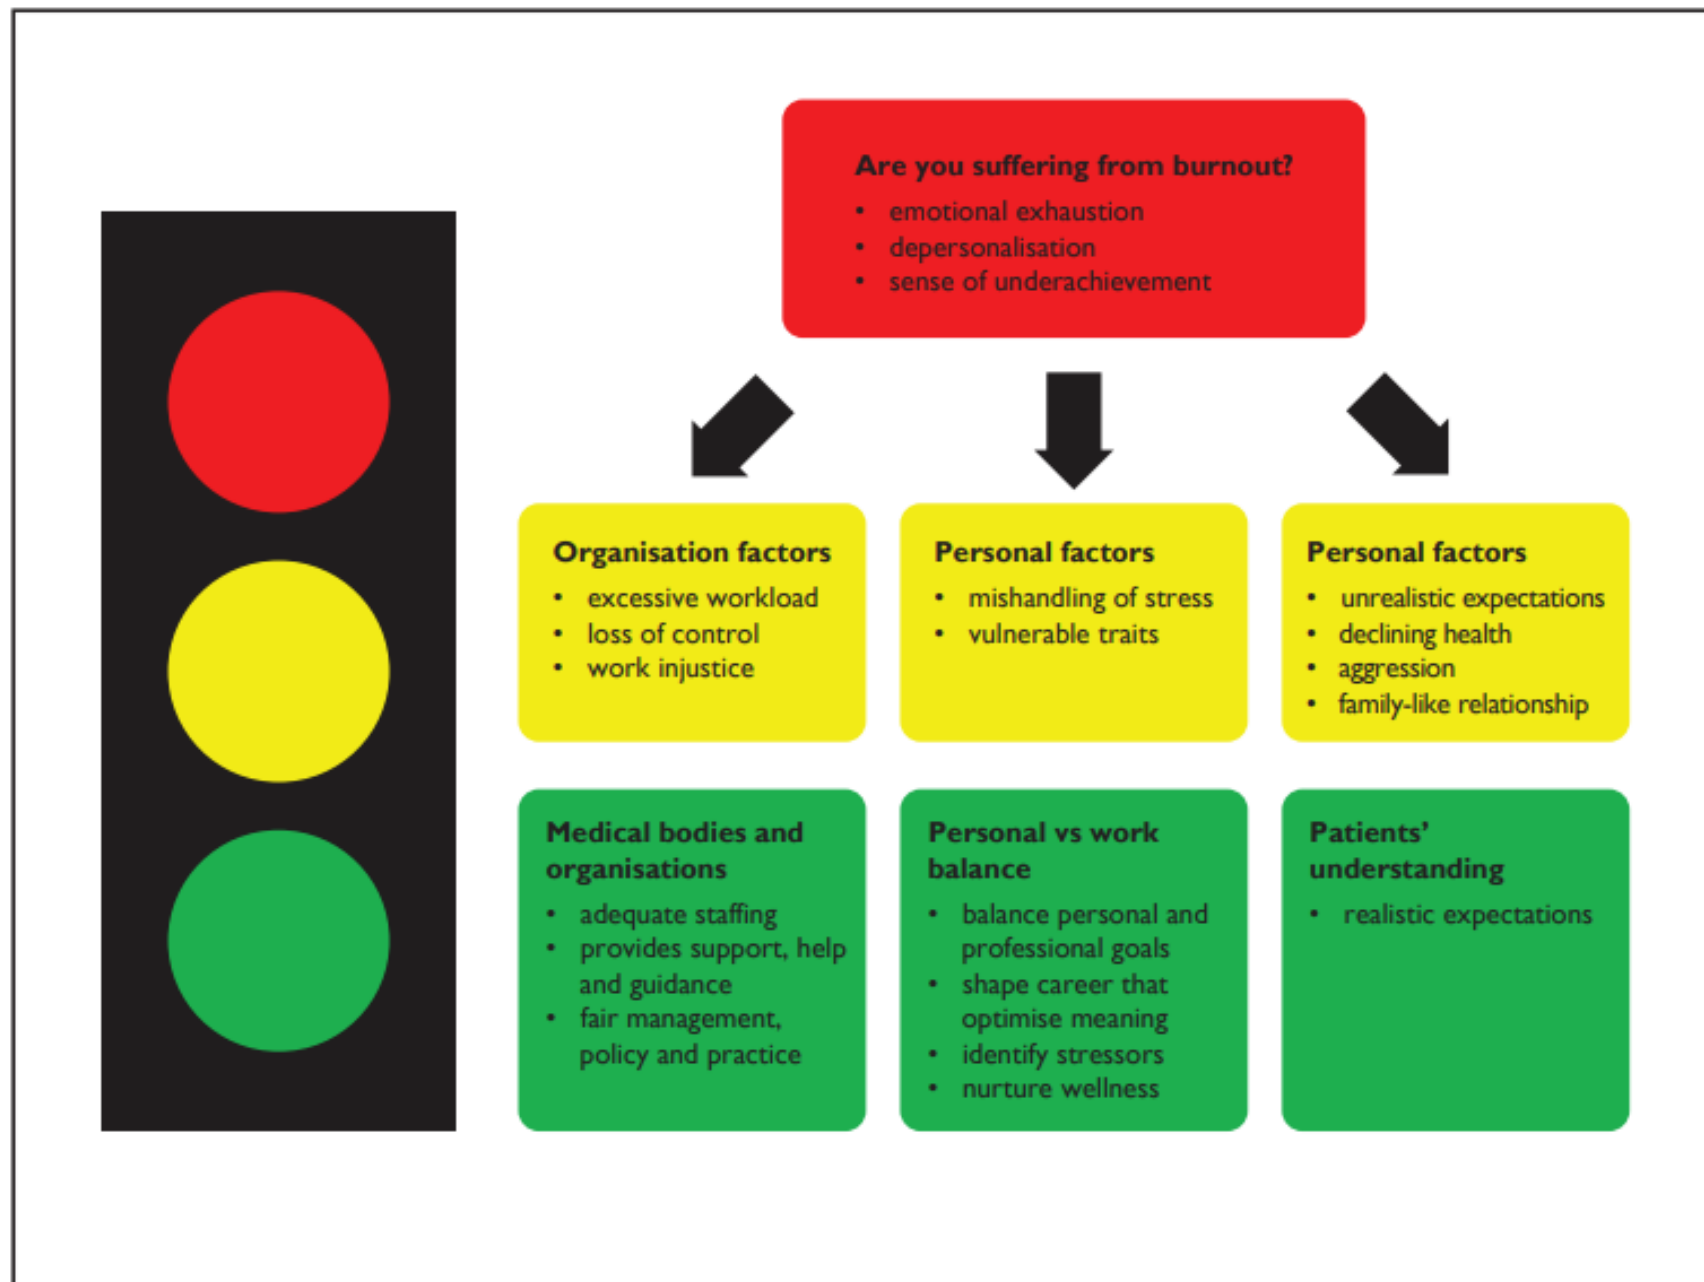 Are you suffering from burnout?
• emotional exhaustion
• depersonalisation
• sense of underachievement
Organisation factors
• excessive workload
• loss of control
• work injustice
Personal factors
• mishandling of stress
• vulnerable traits
Personal factors
• unrealistic expectations
• declining health
• aggression
• family-like relationship
Medical bodies and
organisations
• adequate staffing
• provides support, help
and guidance
• fair management,
policy and practice
Personal vs work
balance
• balance personal and
professional goals
• shape career that
optimise meaning
• identify stressors
• nurture wellness
Patients’
understanding
• realistic expectations